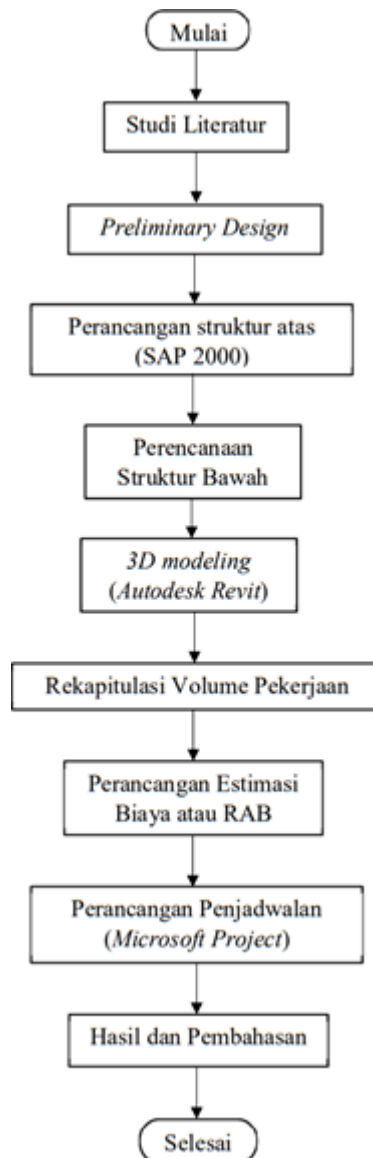 Mulai
Studi Literatur
Preliminary Design
Perancangan struktur atas
(SAP 2000)
Perencanaan
Struktur Bawah
3D modeling
(Autodesk Revit)
Rekapitulasi Volume Pekerjaan
Perancangan Estimasi
Biaya atau RAB
Perancangan Penjadwalan
(Microsoft Project)
Hasil dan Pembahasan
Selesai